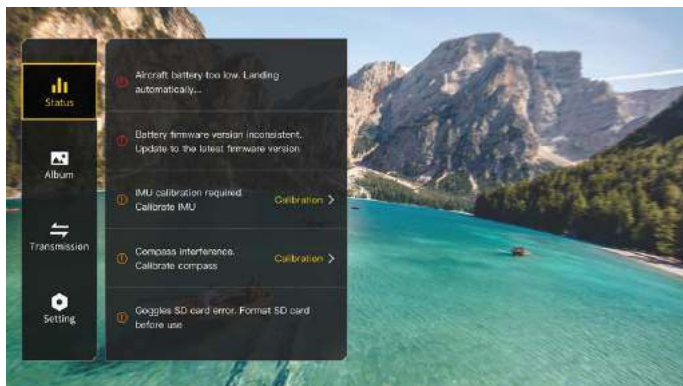 Status
Album
Transmission
Setting
Aircraft battery too low. Landing
automatically...
Battery firmware version inconsistent.
Update to the latest firmware version
IMU calibration required.
Calibrate IMU
Calibration >
Compass interference.
Calibrate compass
Calibration >
Goggles SD card error. Format SD card
before use